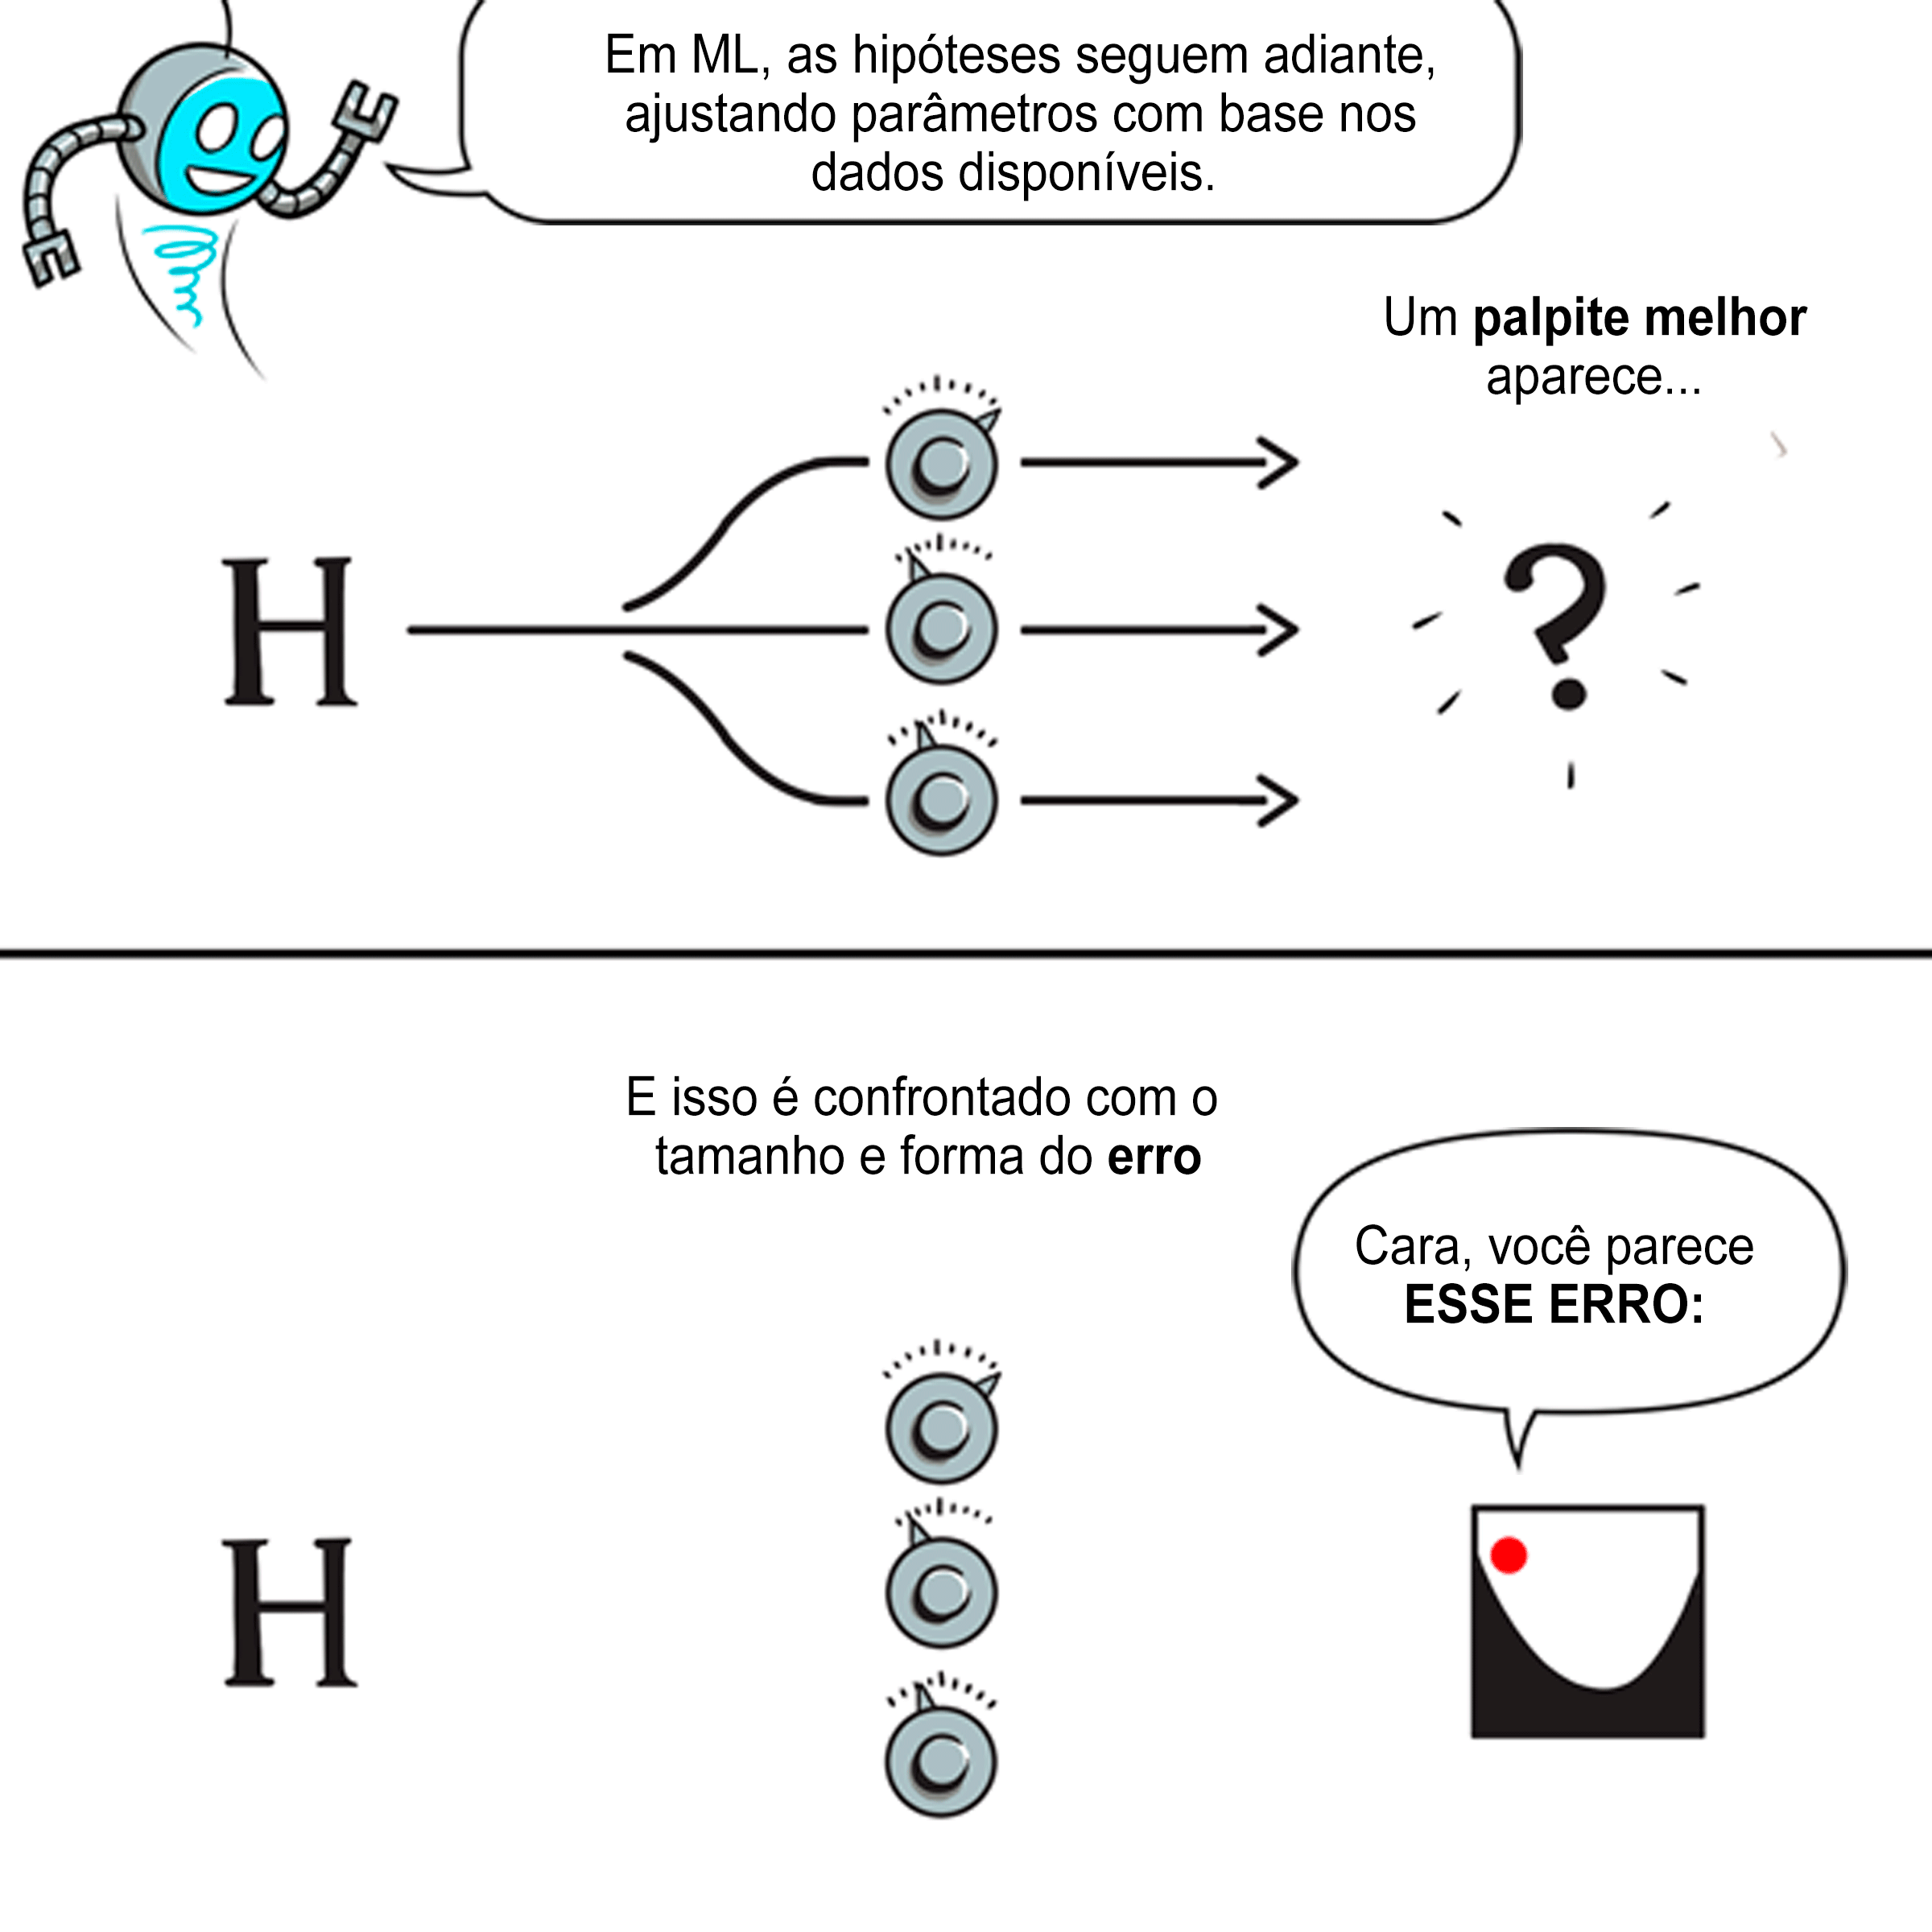 Em ML, as hipóteses seguem adiante,
ajustando parâmetros com base nos
dados disponíveis.
Um palpite melhor
aparece...
H
?
E isso é confrontado com o
tamanho e forma do erro
Cara, você parece
ESSE ERRO:
H